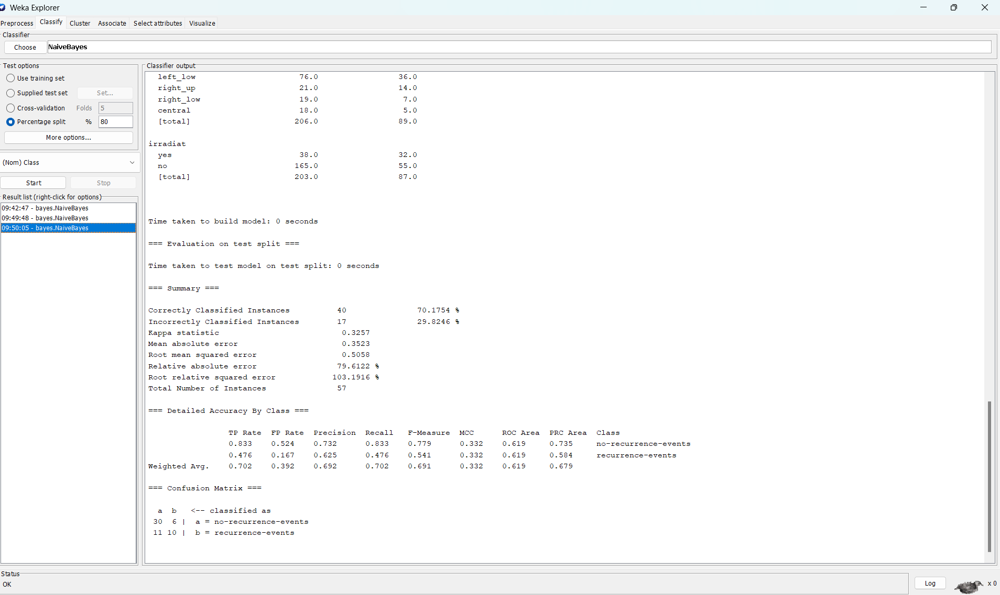 Weka Explorer
Preprocess Classify Cluster Associate Select attributes Visualize
Classifier
Choose NaiveBayes
Test options
Use training set
Supplied test set Set...
Cross-validation Folds 5
Percentage split % 80
More options...
(Nom) Class
Start Stop
Result list (right-click for options)
09:42:47 - bayes.NaiveBayes
09:49:48 - bayes.NaiveBayes
09:50:05 - bayes.NaiveBayes
Classifier output
left_low 76.0 36.0
right_up 21.0 14.0
right_low 19.0 7.0
central 18.0 5.0
[total] 206.0 89.0
irradiat
yes 38.0 32.0
no 165.0 55.0
[total] 203.0 87.0
Time taken to build model: 0 seconds
=== Evaluation on test split ===
Time taken to test model on test split: 0 seconds
=== Summary ===
Correctly Classified Instances 40 70.1754 %
Incorrectly Classified Instances 17 29.8246 %
Kappa statistic 0.3257
Mean absolute error 0.3523
Root mean squared error 0.5058
Relative absolute error 79.6122 %
Root relative squared error 103.1916 %
Total Number of Instances 57
=== Detailed Accuracy By Class ===
TP Rate FP Rate Precision Recall F-Measure MCC ROC Area PRC Area Class
0.833 0.524 0.732 0.833 0.779 0.332 0.619 0.735 no-recurrence-events
0.476 0.167 0.625 0.476 0.541 0.332 0.619 0.584 recurrence-events
Weighted Avg. 0.702 0.392 0.692 0.702 0.691 0.332 0.619 0.679
=== Confusion Matrix ===
a b <-- classified as
30 6 | a = no-recurrence-events
11 10 | b = recurrence-events
Status
OK
Log x 0